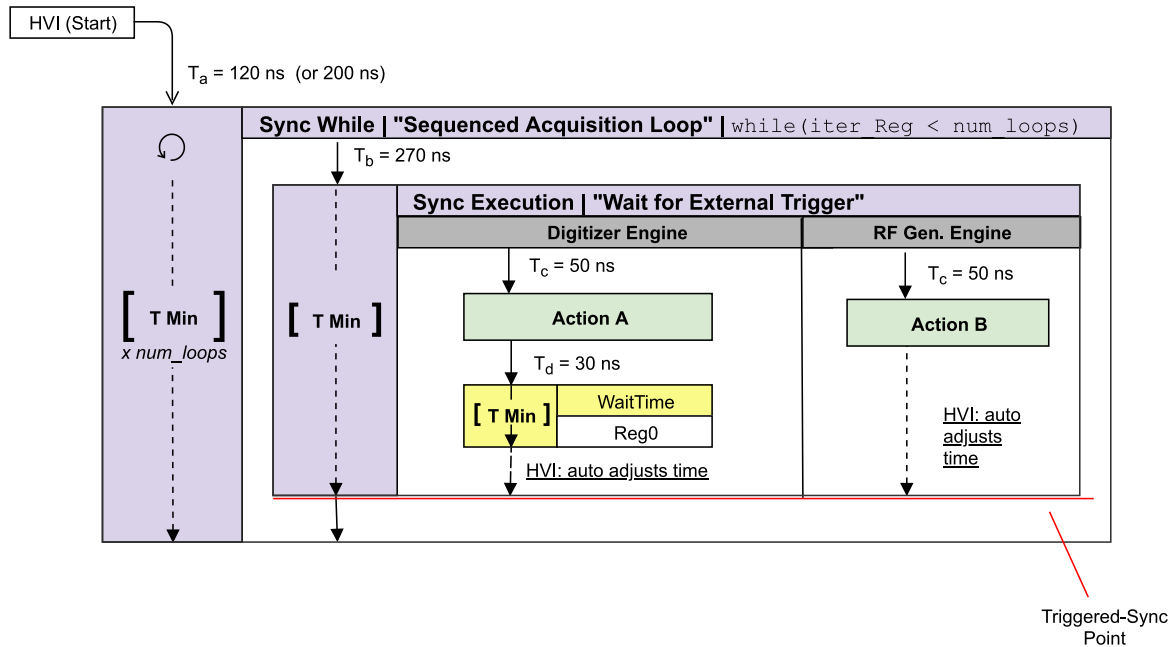 HVI (Start)
Ta = 120 ns (or 200 ns)
Sync While | "Sequenced Acquisition Loop" | while(iter_Reg < num_loops)
Tb = 270 ns
Sync Execution | "Wait for External Trigger"
Digitizer Engine
RF Gen. Engine
Tc = 50 ns
Tc = 50 ns
[ T Min ]
x num_loops
[ T Min ]
Action A
Action B
Td = 30 ns
[ T Min ]
WaitTime
Reg0
HVI: auto adjusts time
HVI: auto
adjusts
time
Triggered-Sync
Point